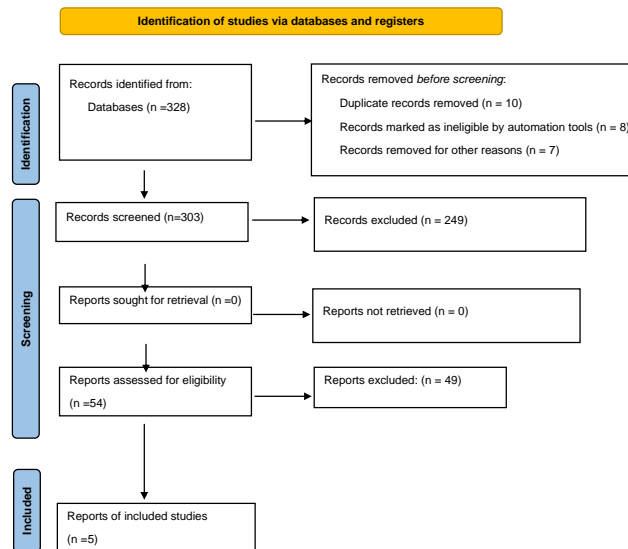 Identification of studies via databases and registers
Identification
Records identified from:
Databases (n =328)
Records removed before screening:
Duplicate records removed (n = 10)
Records marked as ineligible by automation tools (n = 8)
Records removed for other reasons (n = 7)
Screening
Records screened (n=303)
Records excluded (n = 249)
Reports sought for retrieval (n =0)
Reports not retrieved (n = 0)
Reports assessed for eligibility
(n =54)
Reports excluded: (n = 49)
Included
Reports of included studies
(n =5)